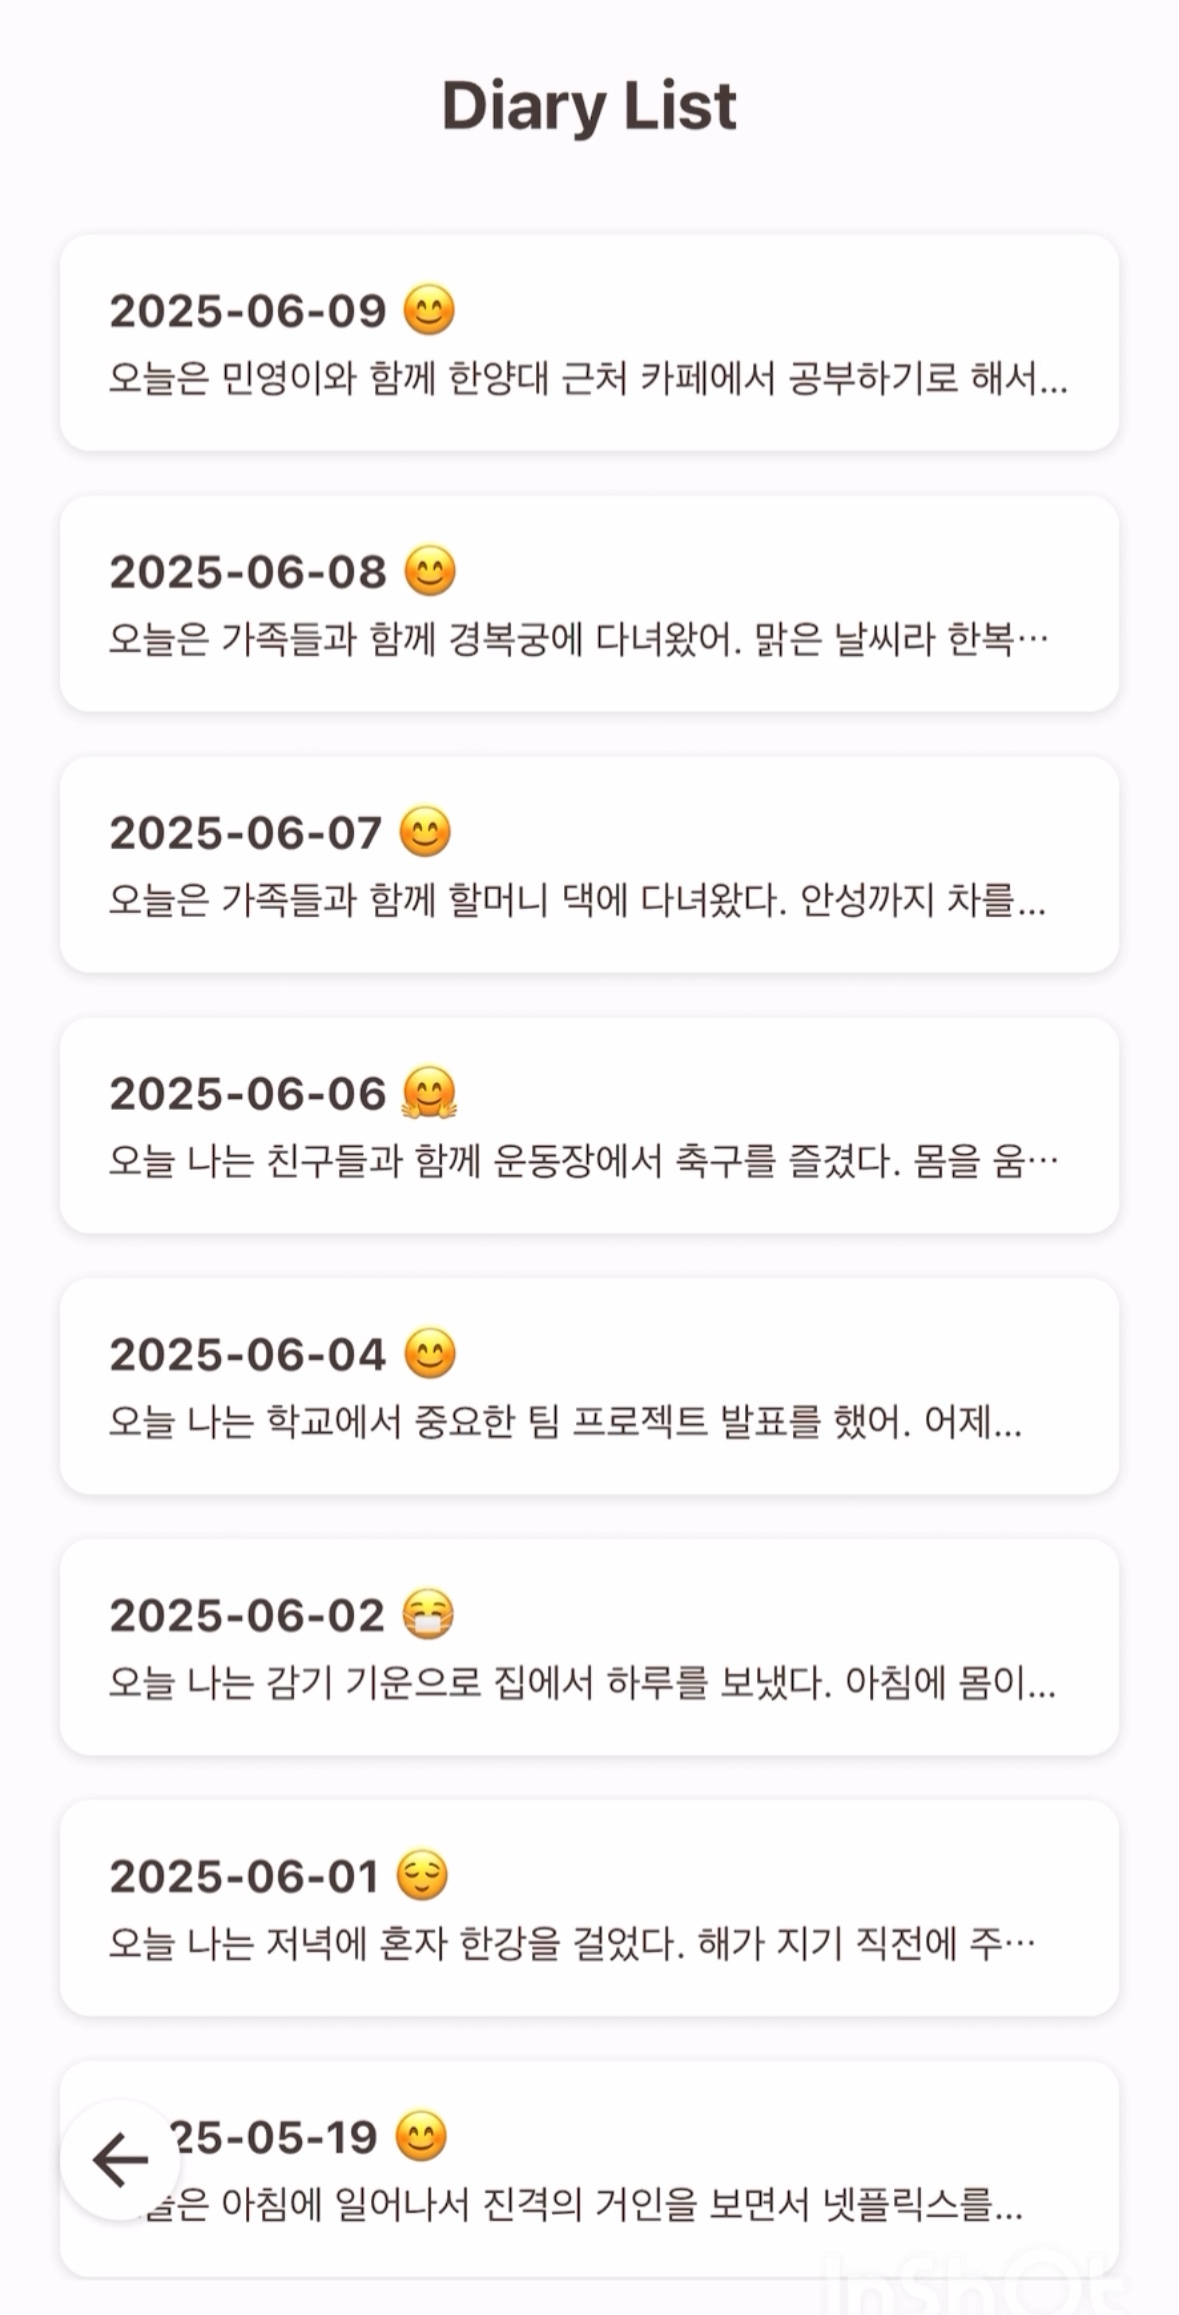 Diary List
2025-06-09 😊
오늘은 민영이와 함께 한양대 근처 카페에서 공부하기로 해서...
2025-06-08 😊
오늘은 가족들과 함께 경복궁에 다녀왔어. 맑은 날씨라 한복…
2025-06-07 😊
오늘은 가족들과 함께 할머니 댁에 다녀왔다. 안성까지 차를...
2025-06-06 🤗
오늘 나는 친구들과 함께 운동장에서 축구를 즐겼다. 몸을 움…
2025-06-04 😊
오늘 나는 학교에서 중요한 팀 프로젝트 발표를 했어. 어제...
2025-06-02 😷
오늘 나는 감기 기운으로 집에서 하루를 보냈다. 아침에 몸이...
2025-06-01 😌
오늘 나는 저녁에 혼자 한강을 걸었다. 해가 지기 직전에 주…
25-05-19 😊
늘은 아침에 일어나서 진격의 거인을 보면서 넷플릭스를...
InShOt